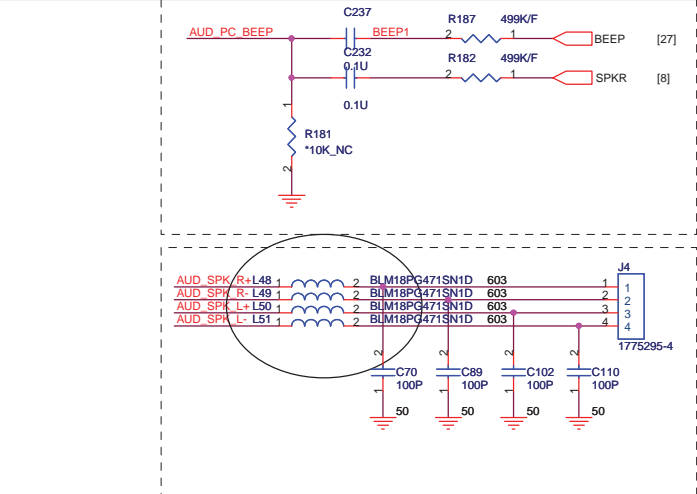 C237
R187 499K/F
AUD_PC_BEEP BEEP1 2 1 BEEP [27]
C232
0.1U
R182 499K/F
2 1 SPKR [8]
0.1U
1
R181
*10K_NC
2
J4
AUD_SPK_R+ L48 1 2 BLM18PG471SN1D 603 1 1
AUD_SPK_R- L49 1 2 BLM18PG471SN1D 603 2 2
AUD_SPK_L+ L50 1 2 BLM18PG471SN1D 603 3 3
AUD_SPK_L- L51 1 2 BLM18PG471SN1D 603 4 4
1775295-4
2 2 2 2
C70 C89 C102 C110
100P 100P 100P 100P
1 1 1 1
50 50 50 50